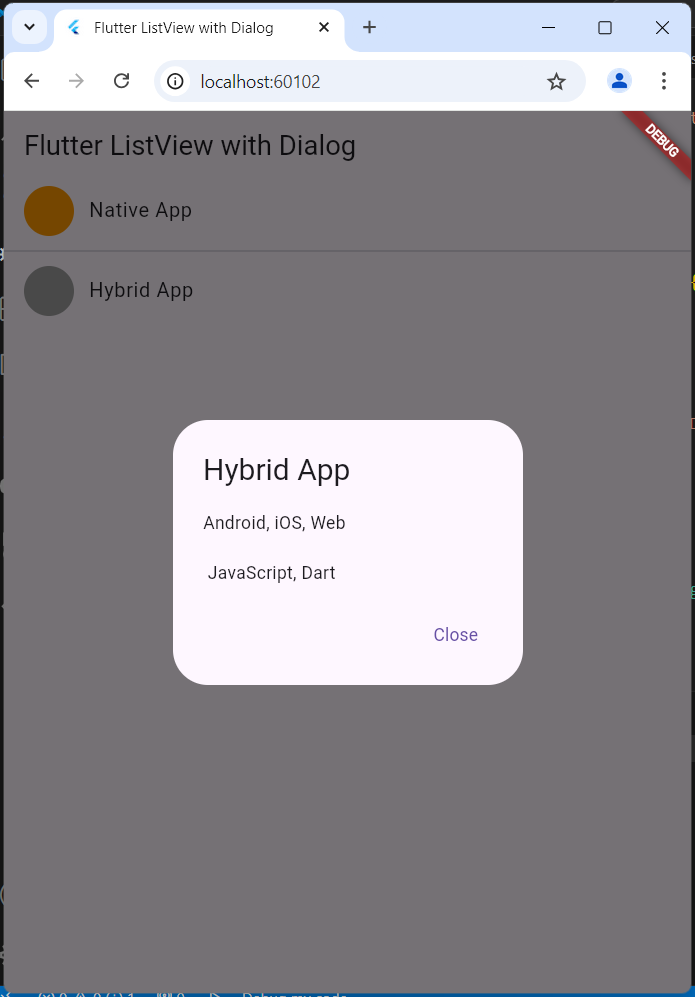 Flutter ListView with Dialog
localhost:60102
DEBUG
Flutter ListView with Dialog
Native App
Hybrid App
Hybrid App
Android, iOS, Web
JavaScript, Dart
Close